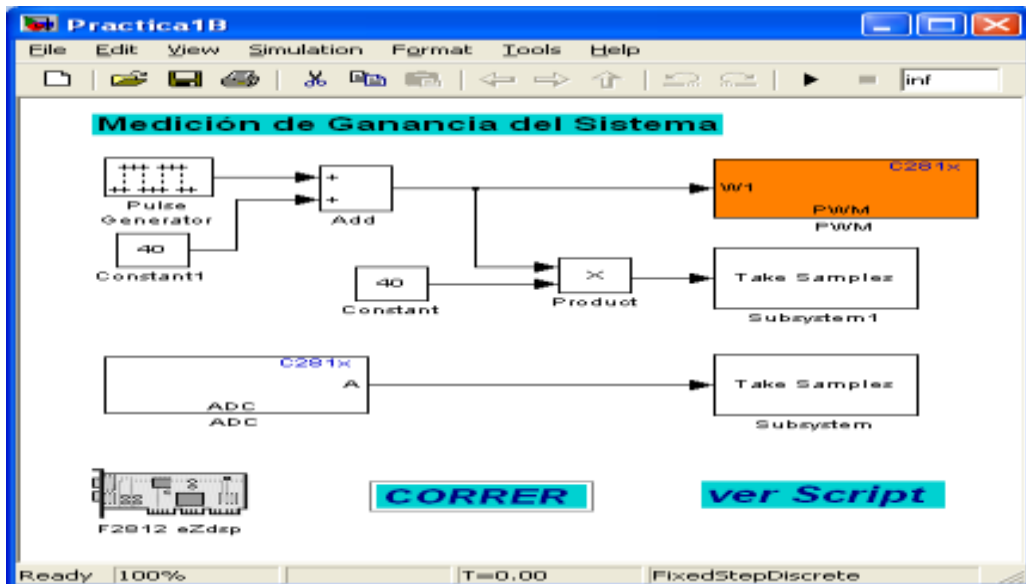 Practica1B
File Edit View Simulation Format Tools Help
inf
Medición de Ganancia del Sistema
Pulse
Generator
+
+
Add
C281x
W1
PWM
PWM
40
Constant1
40
Constant
×
Product
Take Samples
Subsystem1
C281x
A
ADC
ADC
Take Samples
Subsystem
F2812 eZdsp
CORRER
ver Script
Ready 100% T=0.00 FixedStepDiscrete